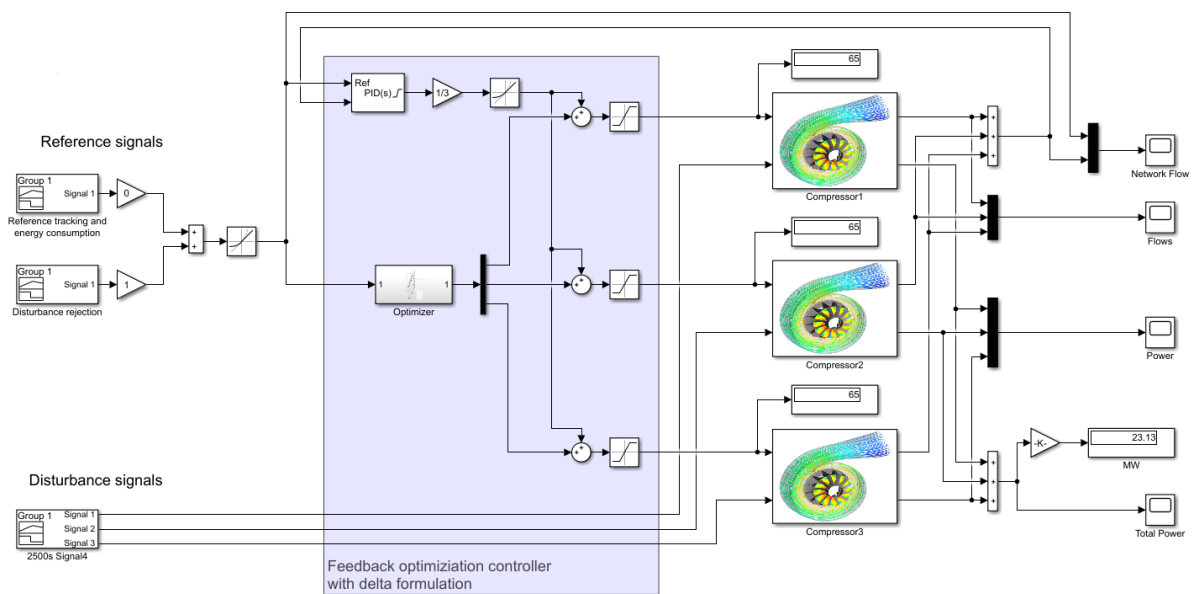 Ref
PID(s)
1/3
65
Compressor1
Network Flow
Reference signals
Group 1
Signal 1
0
Reference tracking and
energy consumption
+
+
Group 1
Signal 1
1
Disturbance rejection
1
1
Optimizer
+
+
+
+
+
+
65
Compressor2
+
+
+
Flows
Power
65
Compressor3
-K-
23.13
MW
+
+
+
Total Power
Disturbance signals
Group 1
Signal 1
Signal 2
Signal 3
2500s Signal4
Feedback optimiziation controller
with delta formulation